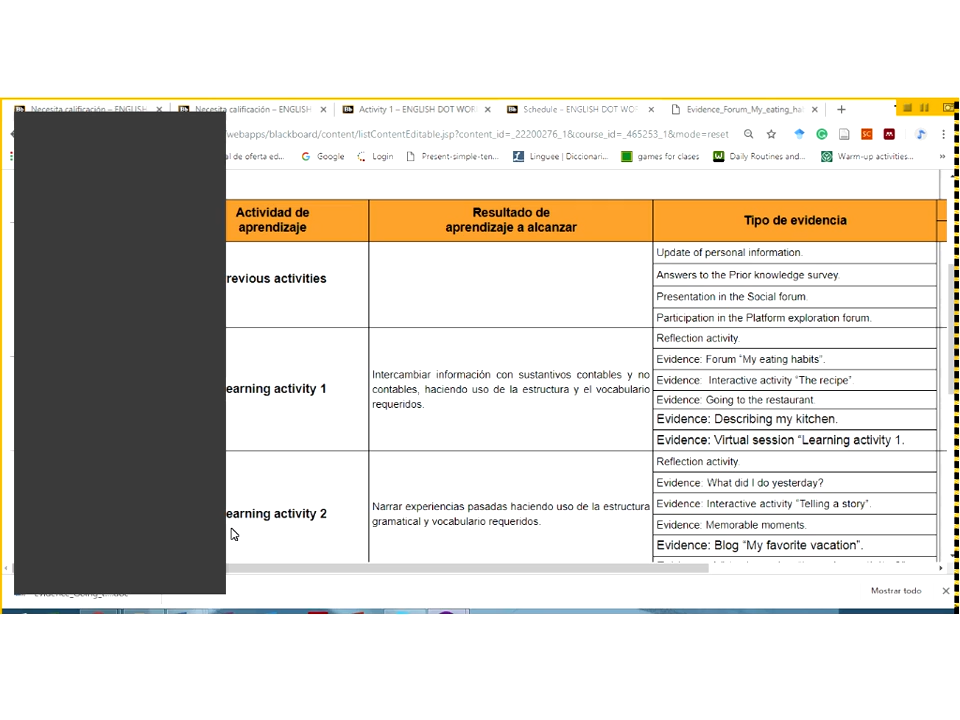 Necesita calificación – ENGLISH
Necesita calificación – ENGLISH
Activity 1 – ENGLISH DOT WOR
Schedule – ENGLISH DOT WO
Evidence_Forum_My_eating_ha
/webapps/blackboard/content/listContentEditable.jsp?content_id=_22200276_1&course_id=_465253_1&mode=reset
al de oferta ed...
Google
Login
Present-simple-ten...
Linguee | Diccionari...
games for clases
Daily Routines and...
Warm-up activities...
»
Actividad de
aprendizaje
Resultado de
aprendizaje a alcanzar
Tipo de evidencia
revious activities
Update of personal information.
Answers to the Prior knowledge survey.
Presentation in the Social forum.
Participation in the Platform exploration forum.
earning activity 1
Intercambiar información con sustantivos contables y no
contables, haciendo uso de la estructura y el vocabulario
requeridos.
Reflection activity.
Evidence: Forum “My eating habits”.
Evidence: Interactive activity “The recipe”.
Evidence: Going to the restaurant.
Evidence: Describing my kitchen.
Evidence: Virtual session “Learning activity 1.
earning activity 2
Narrar experiencias pasadas haciendo uso de la estructura
gramatical y vocabulario requeridos.
Reflection activity.
Evidence: What did I do yesterday?
Evidence: Interactive activity “Telling a story”.
Evidence: Memorable moments.
Evidence: Blog “My favorite vacation”.
Mostrar todo